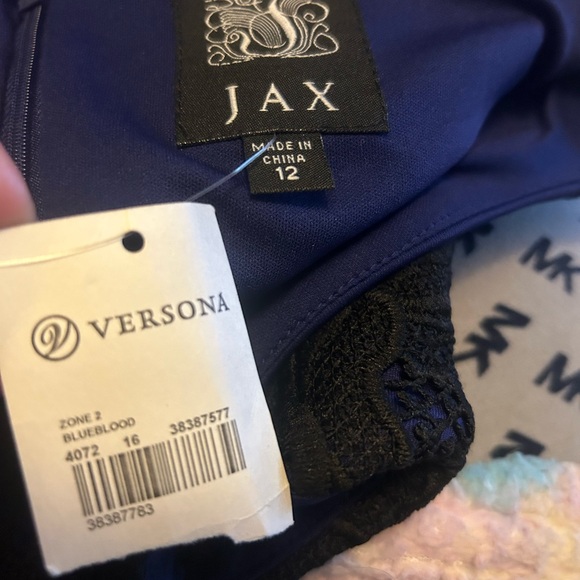 JAX
MADE IN
CHINA
12
VERSONA
ZONE 2
BLUEBLOOD
4072 16 38387577
38387783
MK
MK
MK